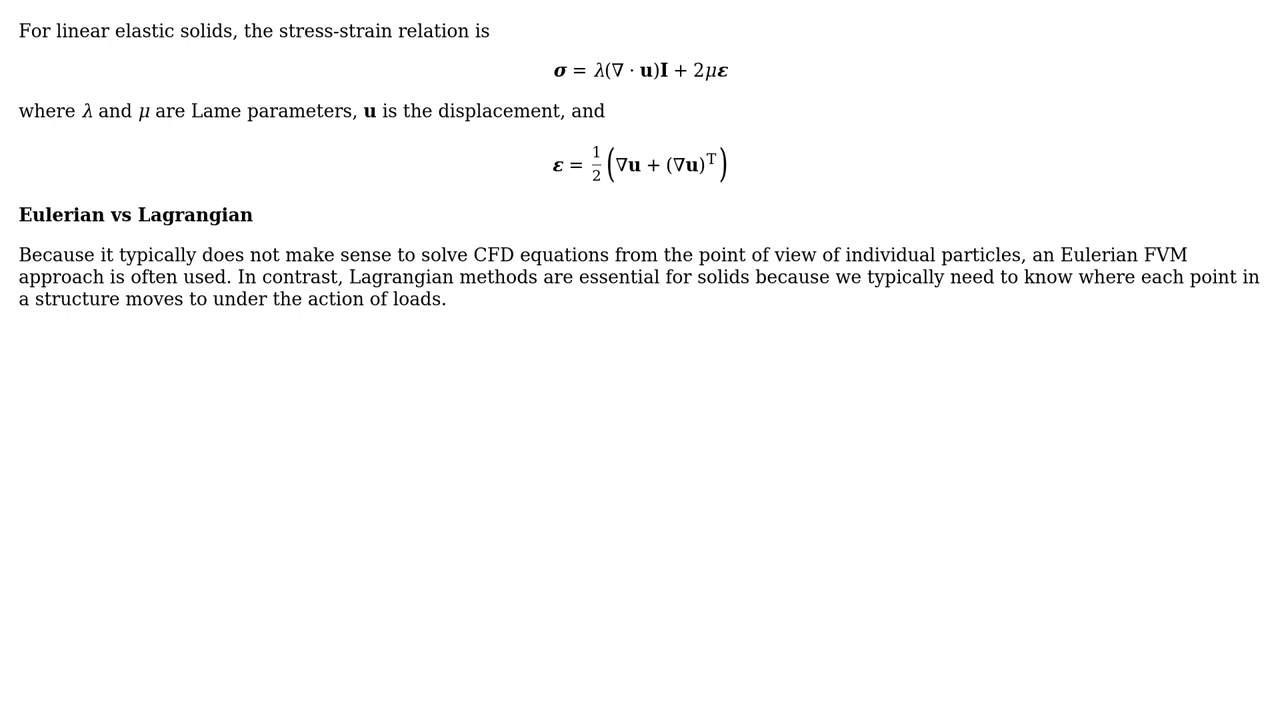 For linear elastic solids, the stress-strain relation is
σ = λ(∇ · u)I + 2με
where λ and μ are Lame parameters, u is the displacement, and
ε = 1/2 (∇u + (∇u)^T)
Eulerian vs Lagrangian
Because it typically does not make sense to solve CFD equations from the point of view of individual particles, an Eulerian FVM
approach is often used. In contrast, Lagrangian methods are essential for solids because we typically need to know where each point in
a structure moves to under the action of loads.